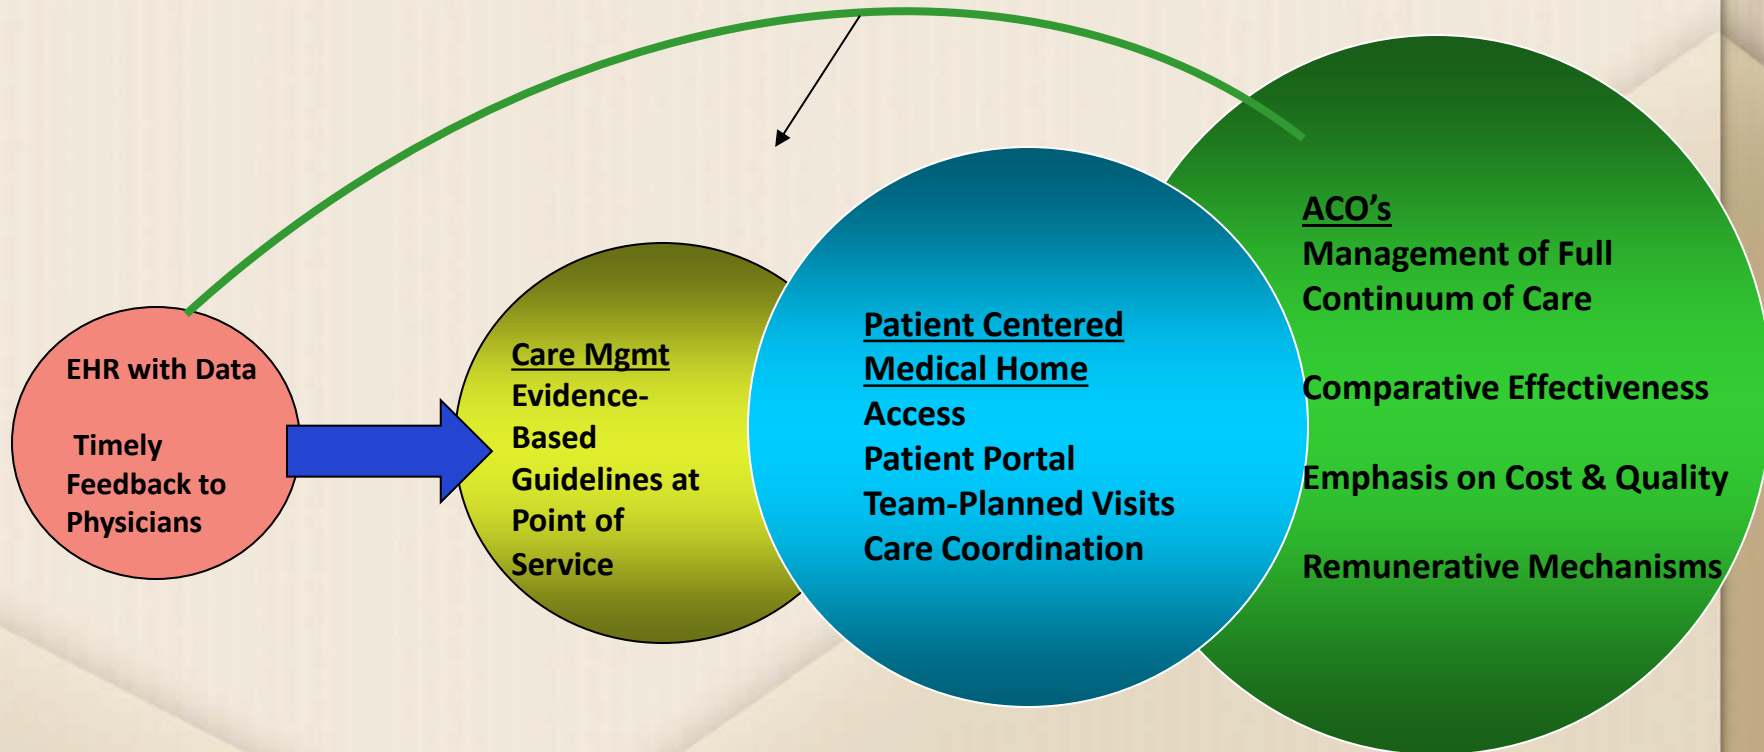 EHR with Data
Timely
Feedback to
Physicians
Care Mgmt
Evidence-
Based
Guidelines at
Point of
Service
Patient Centered
Medical Home
Access
Patient Portal
Team-Planned Visits
Care Coordination
ACO’s
Management of Full
Continuum of Care
Comparative Effectiveness
Emphasis on Cost & Quality
Remunerative Mechanisms